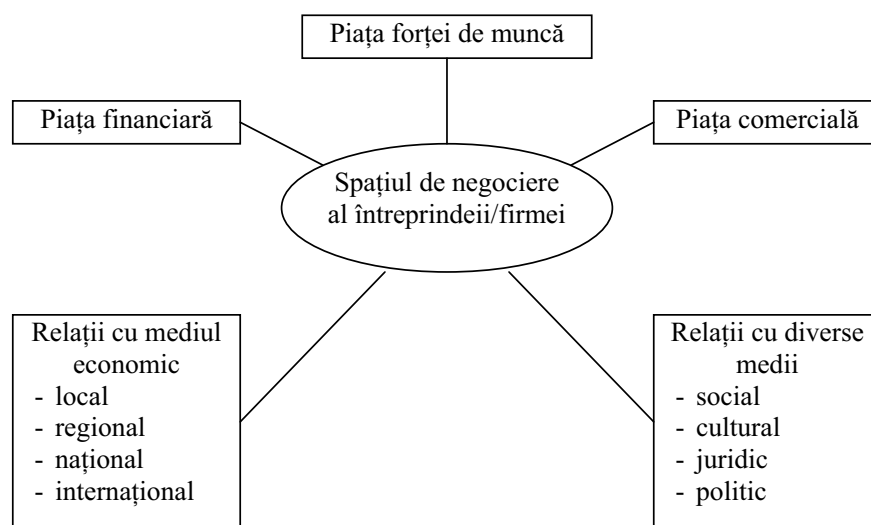 Piața forței de muncă
Piața financiară
Piața comercială
Spațiul de negociere
al întreprindeii/firmei
Relații cu mediul
economic
- local
- regional
- național
- internațional
Relații cu diverse
medii
- social
- cultural
- juridic
- politic